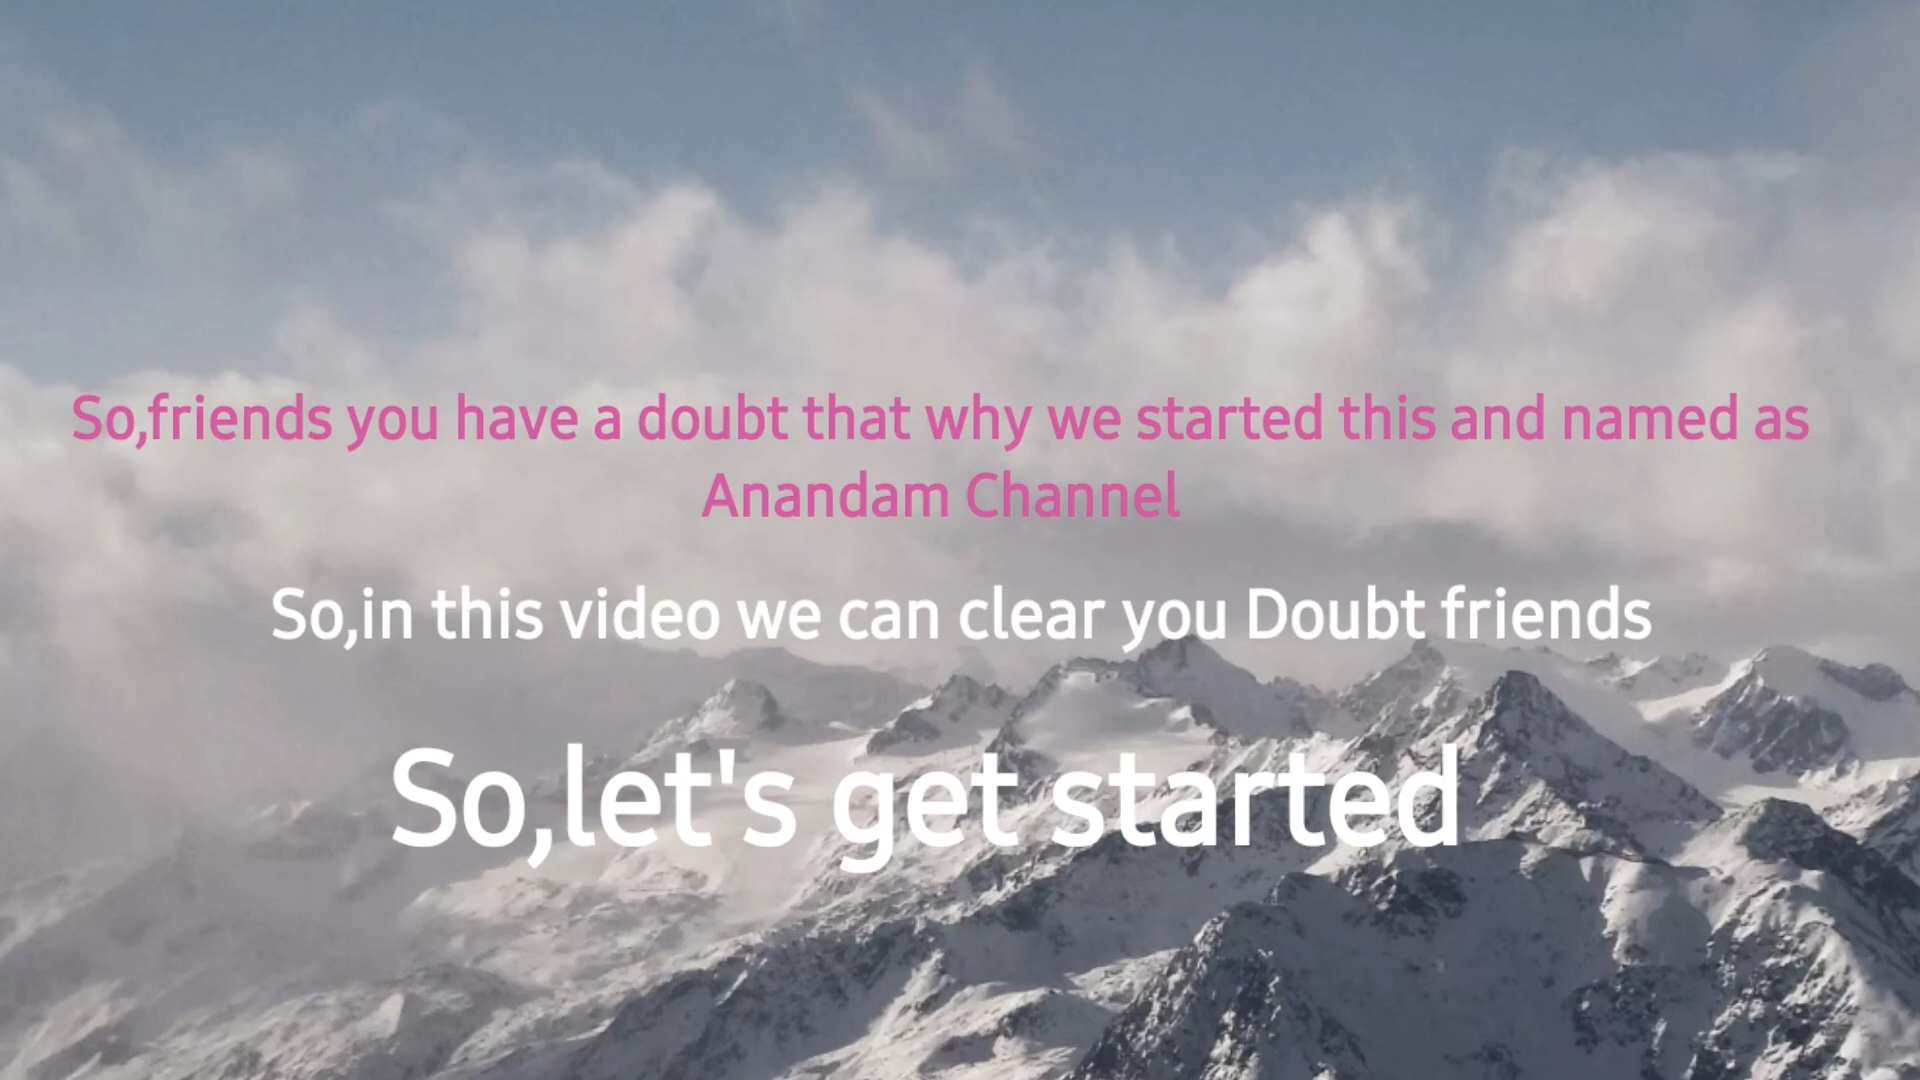 So,friends you have a doubt that why we started this and named as
Anandam Channel
So,in this video we can clear you Doubt friends
So,let's get started